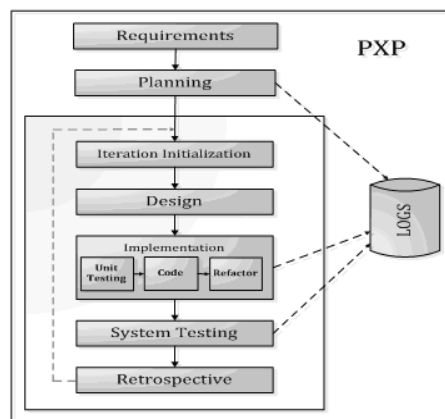 Requirements
PXP
Planning
Iteration Initialization
Design
LOGS
Implementation
Unit
Testing
Code
Refactor
System Testing
Retrospective